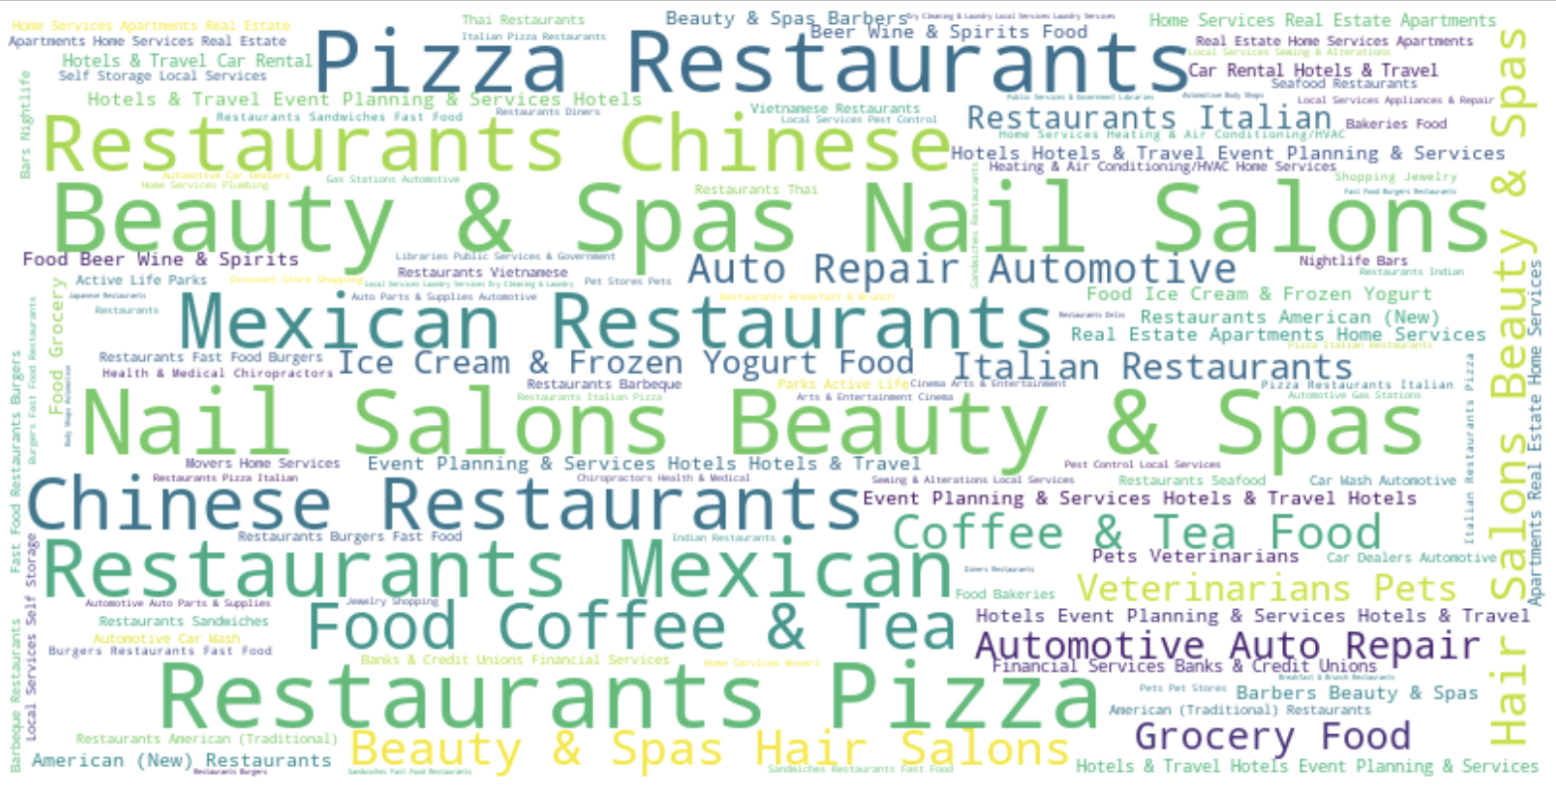 Home Services Apartments Real Estate
Thai Restaurants
Beauty & Spas Barbers
Dry Cleaning & Laundry Local Services Laundry Services
Home Services Real Estate Apartments
Apartments Home Services Real Estate
Italian Pizza Restaurants
Beer Wine & Spirits Food
Real Estate Home Services Apartments
Local Services Sewing & Alterations
Pizza Restaurants
Hotels & Travel Car Rental
Car Rental Hotels & Travel
Self Storage Local Services
Seafood Restaurants
Hotels & Travel Event Planning & Services Hotels
Public Services & Government Libraries
Automotive Body Shops
Local Services Appliances & Repair
Bars Nightlife
Restaurants Sandwiches Fast Food
Restaurants Diners
Vietnamese Restaurants
Local Services Pest Control
Restaurants Italian
Bakeries Food
Home Services Heating & Air Conditioning/HVAC
Restaurants Chinese
Hotels Hotels & Travel Event Planning & Services
Heating & Air Conditioning/HVAC Home Services
Automotive Car Dealers
Home Services Plumbing
Gas Stations Automotive
Restaurants Thai
Shopping Jewelry
Fast Food Burgers Restaurants
Beauty & Spas Nail Salons
Sandwiches Restaurants
Hair Salons Beauty & Spas
Food Beer Wine & Spirits
Libraries Public Services & Government
Nightlife Bars
Restaurants Vietnamese
Auto Repair Automotive
Restaurants Indian
Active Life Parks
Discount Store Shopping
Local Services Laundry Services Dry Cleaning & Laundry
Pet Stores Pets
Japanese Restaurants
Auto Parts & Supplies Automotive
Restaurants Breakfast & Brunch
Food Ice Cream & Frozen Yogurt
Restaurants
Mexican Restaurants
Restaurants Delis
Restaurants American (New)
Real Estate Apartments Home Services
Pizza Italian Restaurants
Food Grocery
Burgers Fast Food Restaurants
Apartments Real Estate Home Services
Restaurants Fast Food Burgers
Ice Cream & Frozen Yogurt Food
Italian Restaurants
Health & Medical Chiropractors
Restaurants Barbeque
Parks Active Life
Cinema Arts & Entertainment
Pizza Restaurants Italian
Restaurants Italian Pizza
Arts & Entertainment Cinema
Automotive Gas Stations
Body Shops Automotive
Fast Food Restaurants Burgers
Nail Salons Beauty & Spas
Italian Restaurants Pizza
Movers Home Services
Event Planning & Services Hotels Hotels & Travel
Pest Control Local Services
Restaurants Pizza Italian
Chiropractors Health & Medical
Sewing & Alterations Local Services
Restaurants Seafood
Car Wash Automotive
Chinese Restaurants
Event Planning & Services Hotels & Travel Hotels
Restaurants Burgers Fast Food
Indian Restaurants
Coffee & Tea Food
Pets Veterinarians
Car Dealers Automotive
Restaurants Mexican
Diners Restaurants
Veterinarians Pets
Food Bakeries
Local Services Self Storage
Automotive Auto Parts & Supplies
Jewelry Shopping
Hotels Event Planning & Services Hotels & Travel
Restaurants Sandwiches
Food Coffee & Tea
Automotive Car Wash
Automotive Auto Repair
Burgers Restaurants Fast Food
Banks & Credit Unions Financial Services
Home Services Movers
Financial Services Banks & Credit Unions
Breakfast & Brunch Restaurants
Barbeque Restaurants
Restaurants Pizza
Pets Pet Stores
Barbers Beauty & Spas
American (Traditional) Restaurants
Restaurants American (Traditional)
Beauty & Spas Hair Salons
Grocery Food
American (New) Restaurants
Restaurants Burgers
Sandwiches Fast Food Restaurants
Sandwiches Restaurants Fast Food
Hotels & Travel Hotels Event Planning & Services